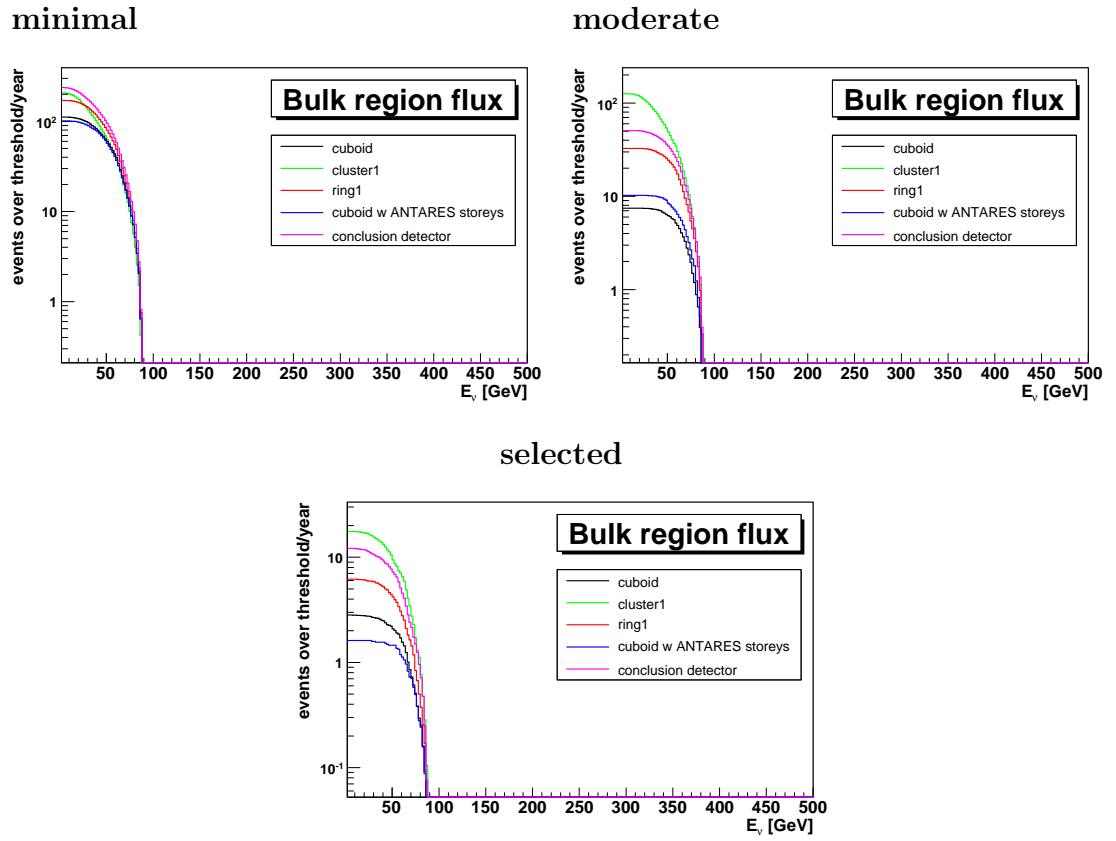 minimal
moderate
events over threshold/year
Bulk region flux
cuboid
cluster1
ring1
cuboid w ANTARES storeys
conclusion detector
10²
10
1
50 100 150 200 250 300 350 400 450 500
E_ν [GeV]
events over threshold/year
Bulk region flux
cuboid
cluster1
ring1
cuboid w ANTARES storeys
conclusion detector
10²
10
1
50 100 150 200 250 300 350 400 450 500
E_ν [GeV]
selected
events over threshold/year
Bulk region flux
cuboid
cluster1
ring1
cuboid w ANTARES storeys
conclusion detector
10
1
10⁻¹
50 100 150 200 250 300 350 400 450 500
E_ν [GeV]